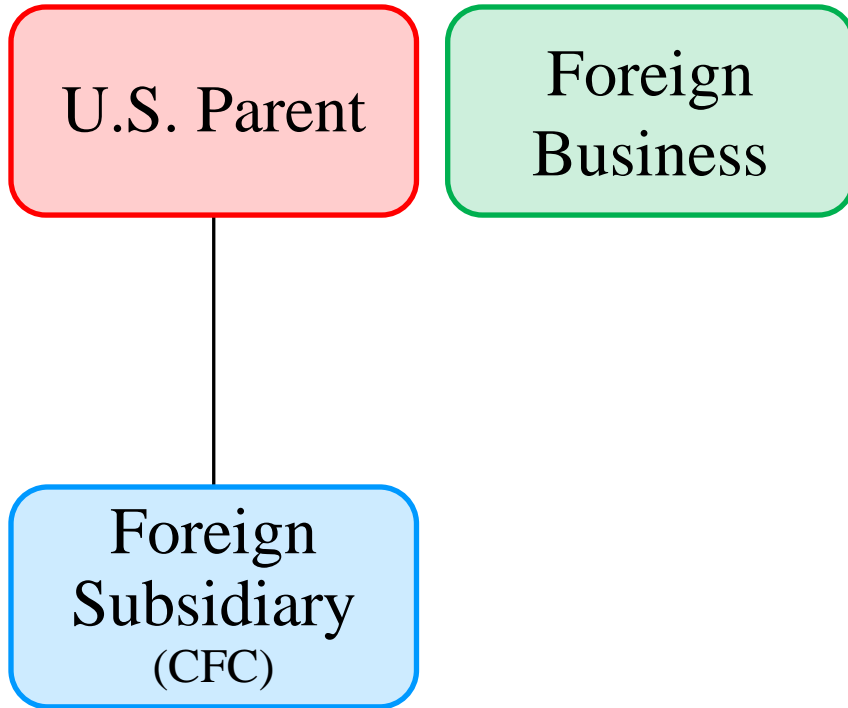 U.S. Parent
Foreign
Business
Foreign
Subsidiary
(CFC)